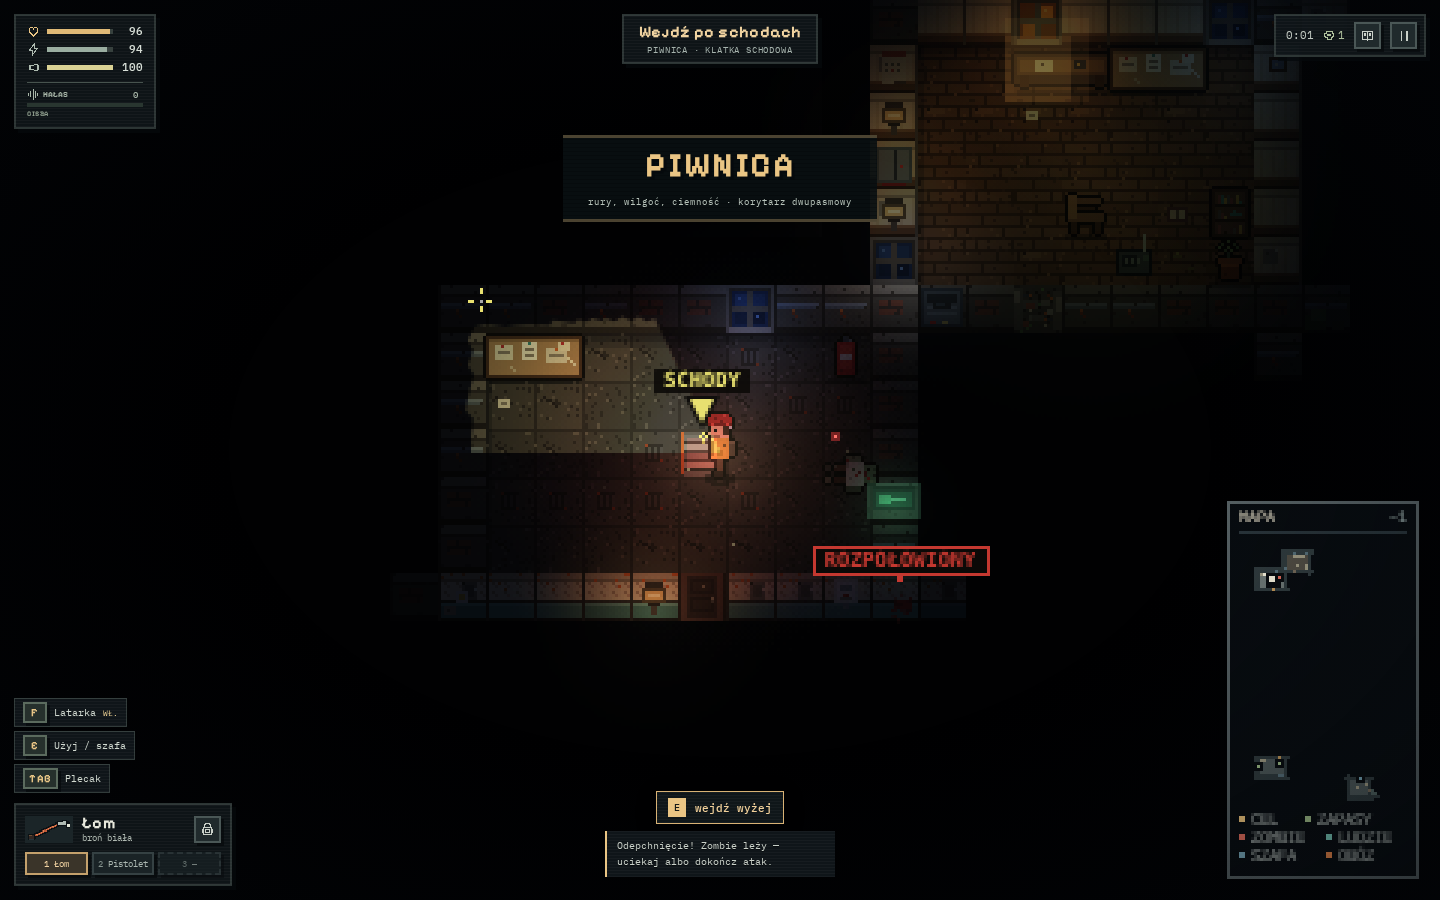 96
94
100
HAŁAS 0
CISZA
Wejdź po schodach
PIWNICA · KLATKA SCHODOWA
0:01 1
PIWNICA
rury, wilgoć, ciemność · korytarz dwupasmowy
SCHODY
ROZPOŁOWIONY
MAPA -1
CEL ZAPASY
ZOMBIE LUDZIE
SZAFA OBÓZ
F Latarka WŁ.
E Użyj / szafa
TAB Plecak
Łom
broń biała
1 Łom 2 Pistolet 3 —
E wejdź wyżej
Odepchnięcie! Zombie leży —
uciekaj albo dokończ atak.